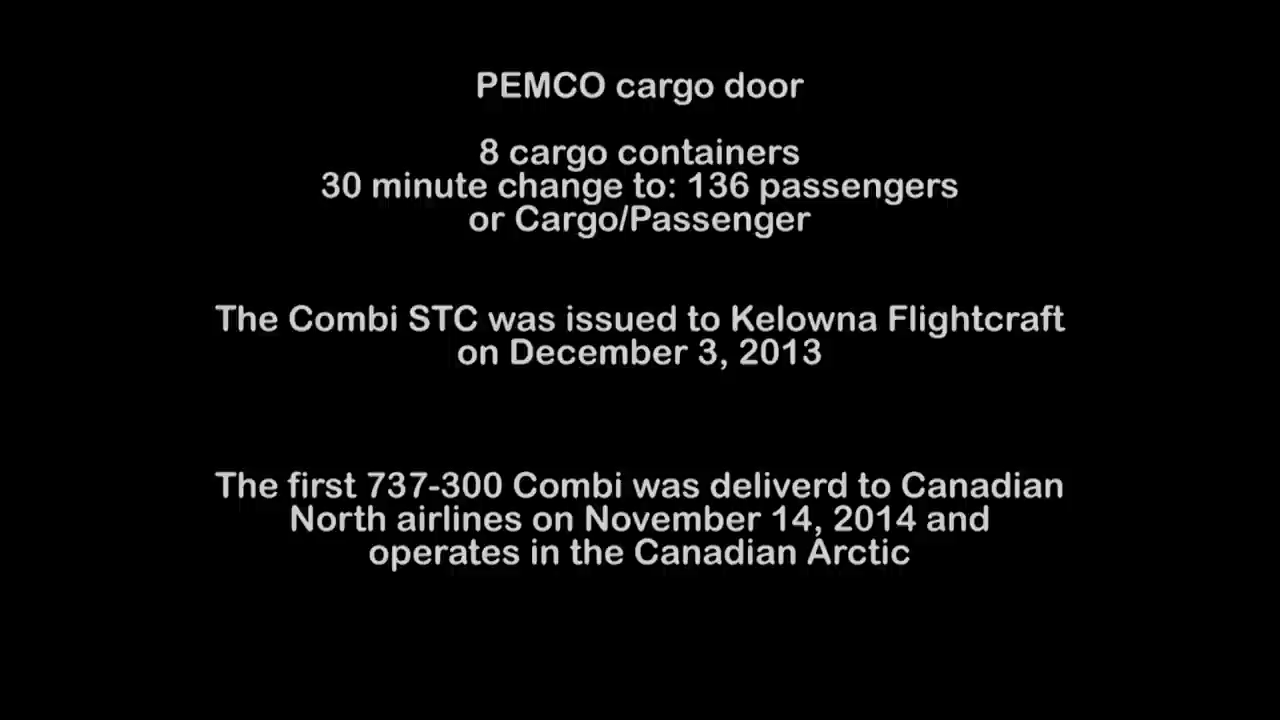 PEMCO cargo door
8 cargo containers
30 minute change to: 136 passengers
or Cargo/Passenger
The Combi STC was issued to Kelowna Flightcraft
on December 3, 2013
The first 737-300 Combi was deliverd to Canadian
North airlines on November 14, 2014 and
operates in the Canadian Arctic